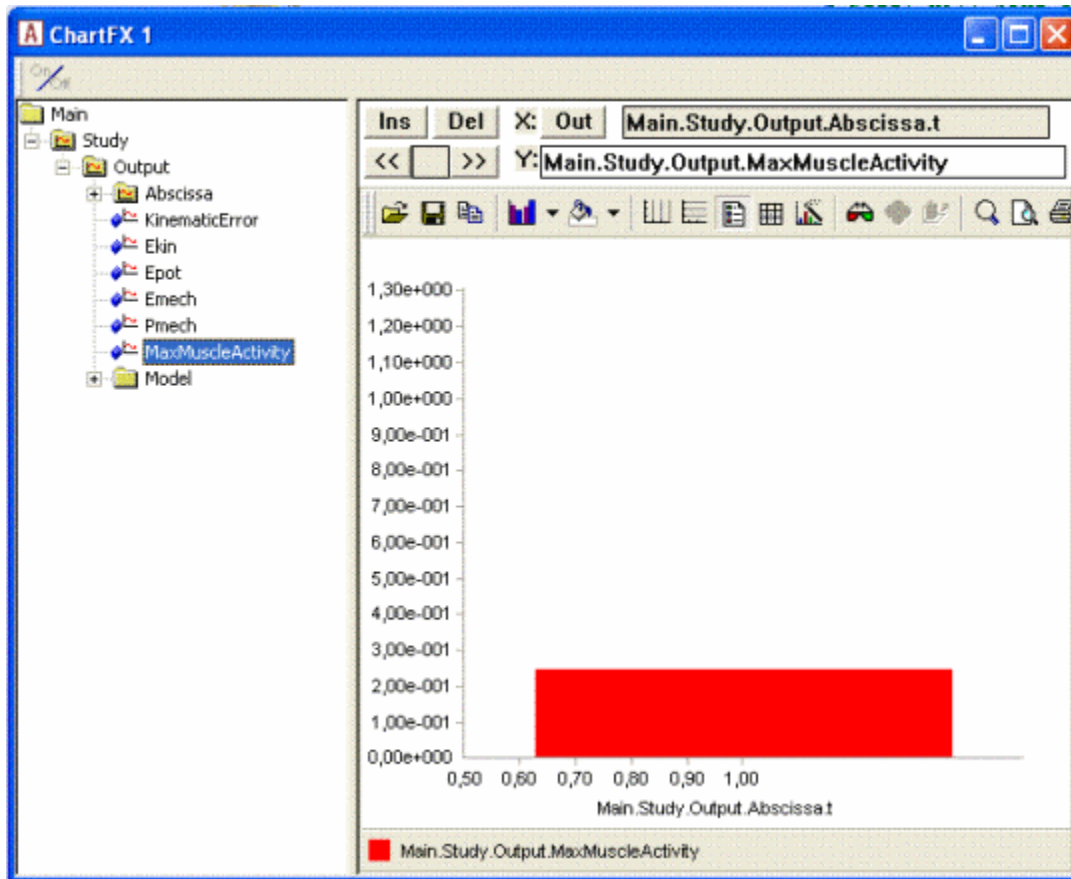 ChartFX 1
On/Off
Main
Study
Output
Abscissa
KinematicError
Ekin
Epot
Emech
Pmech
MaxMuscleActivity
Model
Ins Del X: Out Main.Study.Output.Abscissa.t
<< >> Y: Main.Study.Output.MaxMuscleActivity
1,30e+000
1,20e+000
1,10e+000
1,00e+000
9,00e-001
8,00e-001
7,00e-001
6,00e-001
5,00e-001
4,00e-001
3,00e-001
2,00e-001
1,00e-001
0,00e+000
0,50 0,60 0,70 0,80 0,90 1,00
Main.Study.Output.Abscissa.t
Main.Study.Output.MaxMuscleActivity